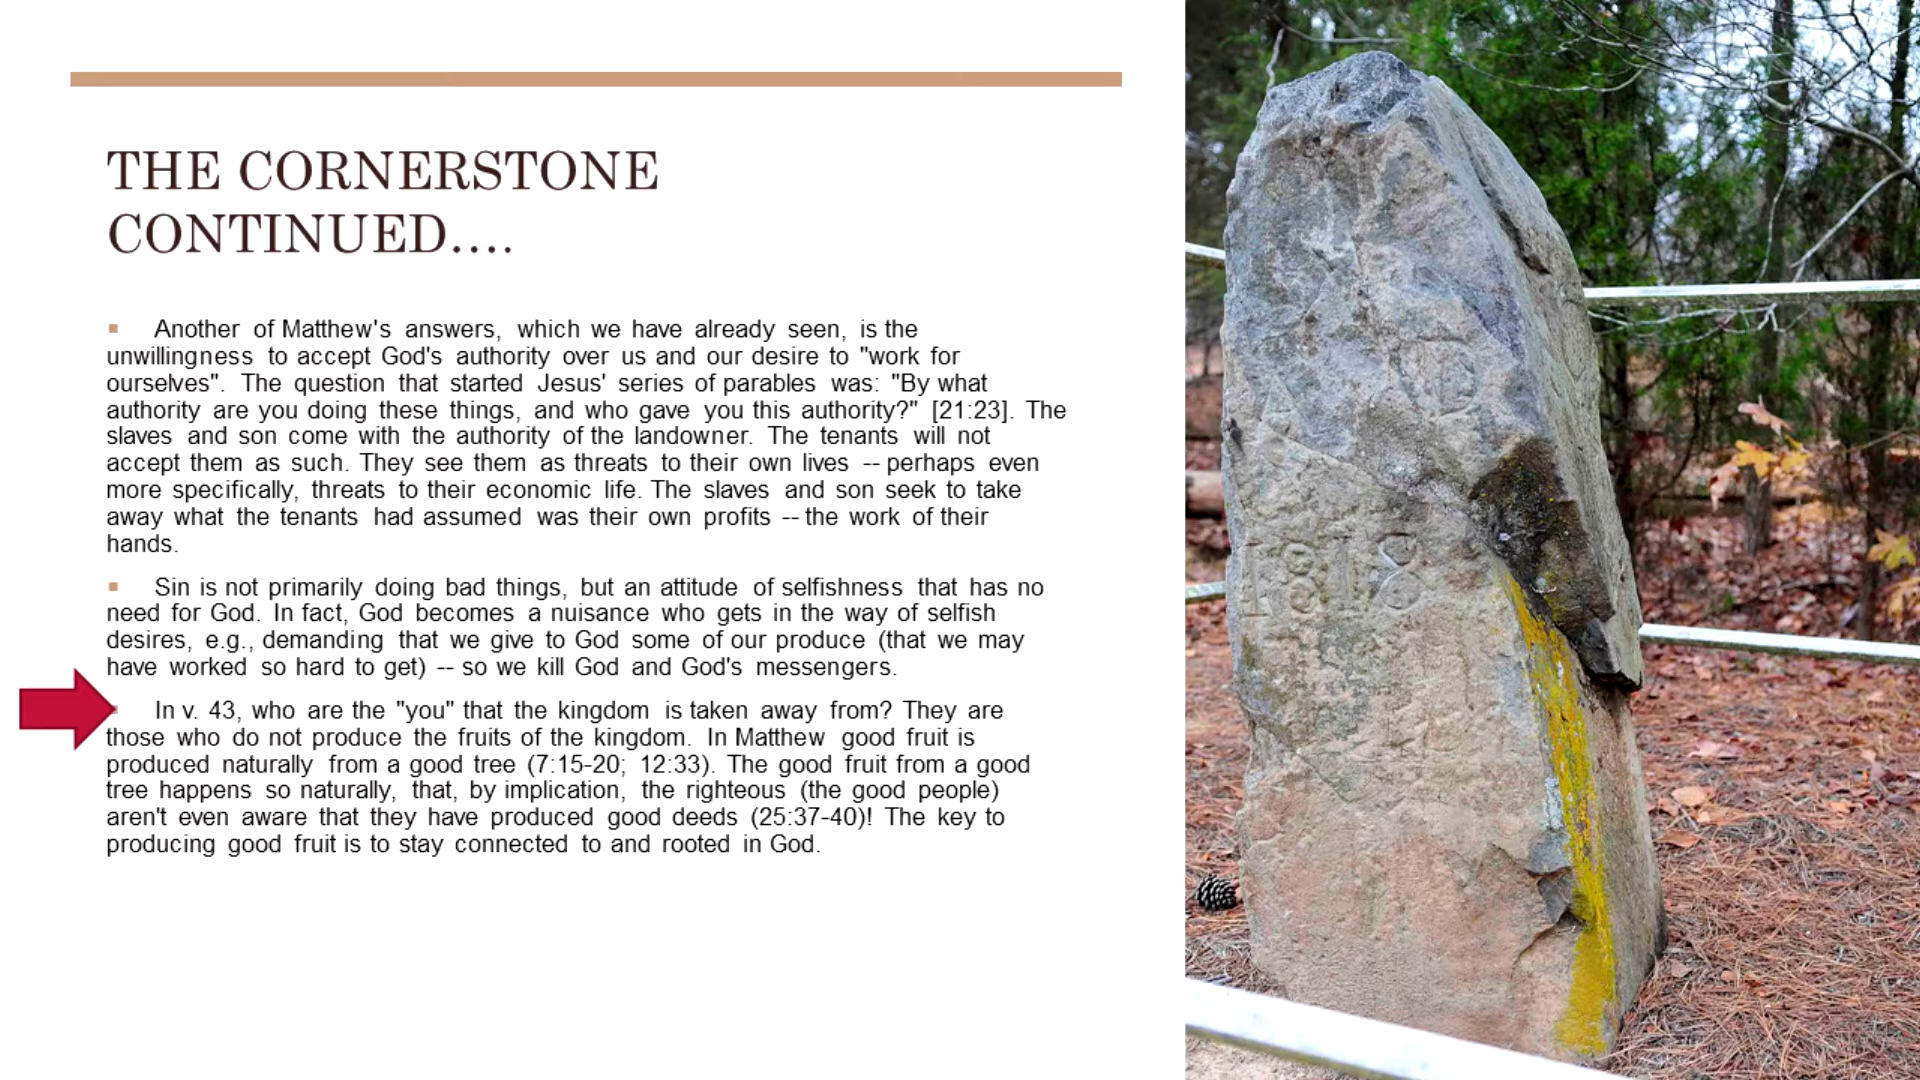 THE CORNERSTONE
CONTINUED....
Another of Matthew's answers, which we have already seen, is the
unwillingness to accept God's authority over us and our desire to "work for
ourselves". The question that started Jesus' series of parables was: "By what
authority are you doing these things, and who gave you this authority?" [21:23]. The
slaves and son come with the authority of the landowner. The tenants will not
accept them as such. They see them as threats to their own lives -- perhaps even
more specifically, threats to their economic life. The slaves and son seek to take
away what the tenants had assumed was their own profits -- the work of their
hands.
Sin is not primarily doing bad things, but an attitude of selfishness that has no
need for God. In fact, God becomes a nuisance who gets in the way of selfish
desires, e.g., demanding that we give to God some of our produce (that we may
have worked so hard to get) -- so we kill God and God's messengers.
In v. 43, who are the "you" that the kingdom is taken away from? They are
those who do not produce the fruits of the kingdom. In Matthew good fruit is
produced naturally from a good tree (7:15-20; 12:33). The good fruit from a good
tree happens so naturally, that, by implication, the righteous (the good people)
aren't even aware that they have produced good deeds (25:37-40)! The key to
producing good fruit is to stay connected to and rooted in God.
1818